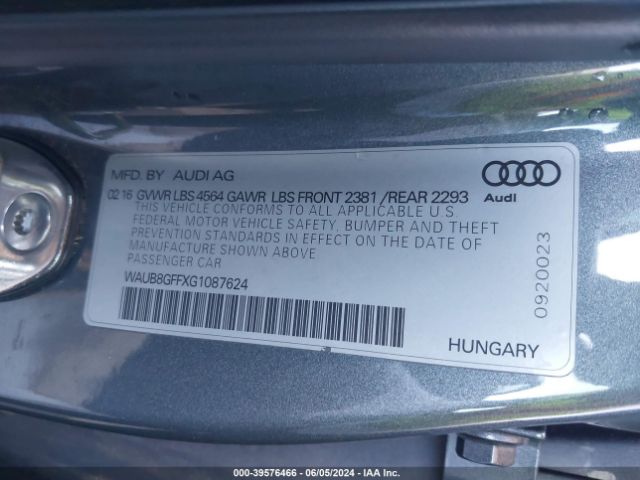 MFD. BY AUDI AG
02 16 GVWR LBS 4564 GAWR LBS FRONT 2381 /REAR 2293
THIS VEHICLE CONFORMS TO ALL APPLICABLE U.S
FEDERAL MOTOR VEHICLE SAFETY, BUMPER AND THEFT
PREVENTION STANDARDS IN EFFECT ON THE DATE OF
MANUFACTURE SHOWN ABOVE
PASSENGER CAR
WAUB8GFFXG1087624
Audi
0920023
HUNGARY
000-39576466 - 06/05/2024 - IAA Inc.